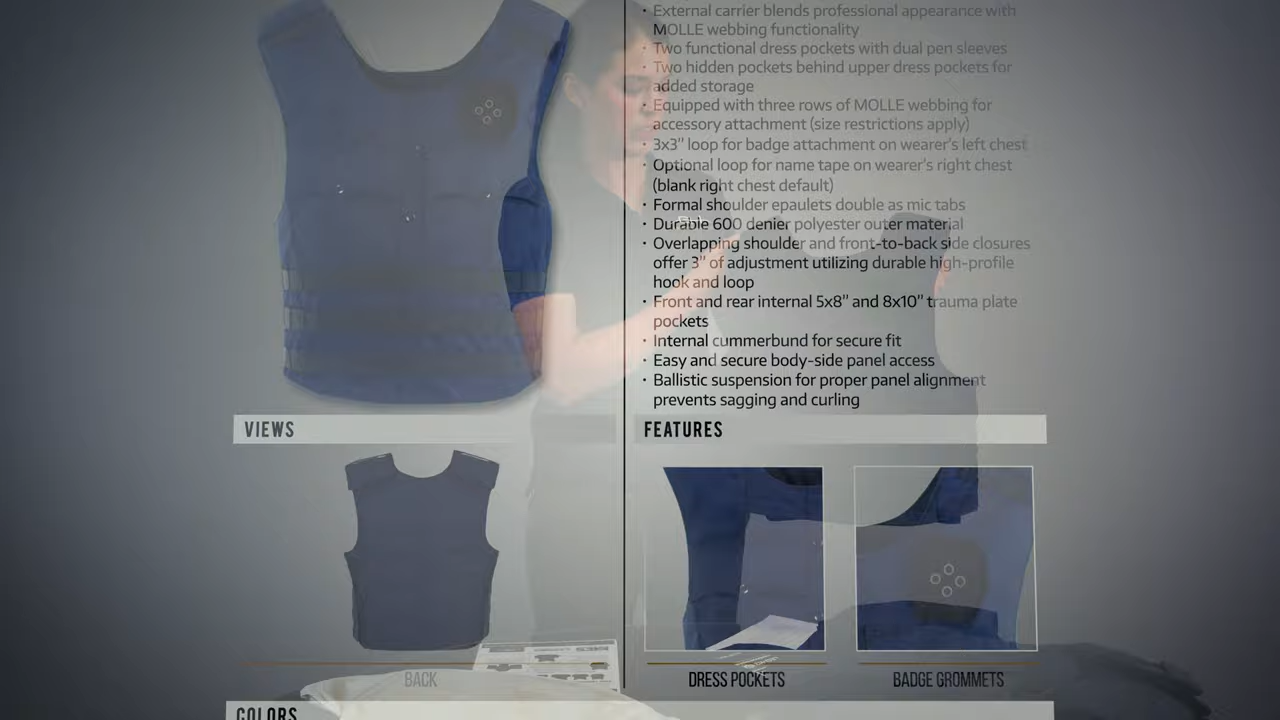 • External carrier blends professional appearance with
MOLLE webbing functionality
• Two functional dress pockets with dual pen sleeves
• Two hidden pockets behind upper dress pockets for
added storage
• Equipped with three rows of MOLLE webbing for
accessory attachment (size restrictions apply)
• 3x3” loop for badge attachment on wearer’s left chest
• Optional loop for name tape on wearer’s right chest
(blank right chest default)
• Formal shoulder epaulets double as mic tabs
• Durable 600 denier polyester outer material
• Overlapping shoulder and front-to-back side closures
offer 3” of adjustment utilizing durable high-profile
hook and loop
• Front and rear internal 5x8” and 8x10” trauma plate
pockets
• Internal cummerbund for secure fit
• Easy and secure body-side panel access
• Ballistic suspension for proper panel alignment
prevents sagging and curling
VIEWS
FEATURES
BACK
DRESS POCKETS
BADGE GROMMETS
COLORS